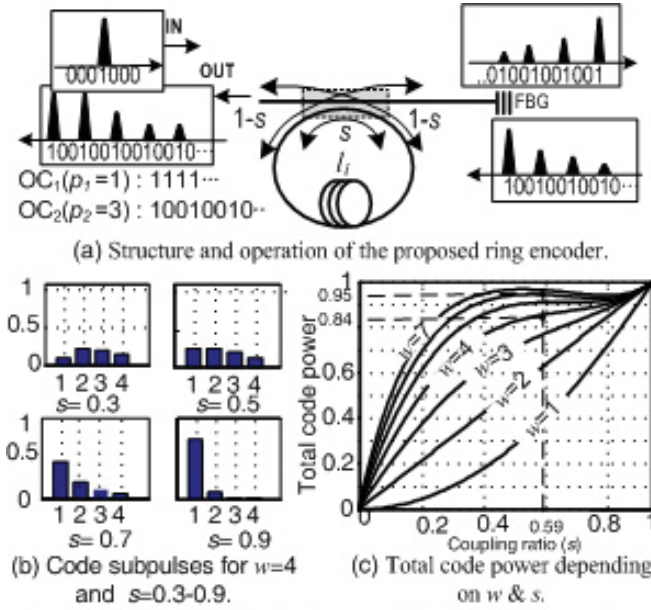 IN
0001000
OUT
100100100010010···
OC₁(p₁=1) : 1111···
OC₂(p₂=3) : 10010010··
1-s
s
1-s
lᵢ
..01001001001
FBG
10010010010···
(a) Structure and operation of the proposed ring encoder.
1
0.5
0
1 2 3 4
s=0.3
1 2 3 4
s=0.5
1
0.5
0
1 2 3 4
s=0.7
1 2 3 4
s=0.9
(b) Code subpulses for w=4
and s=0.3-0.9.
Total code power
1
0.95
0.84
0.6
0.4
0.2
0
w=7
w=4
w=3
w=2
w=1
0 0.2 0.4 0.59 0.8 1
Coupling ratio (s)
(c) Total code power depending
on w & s.